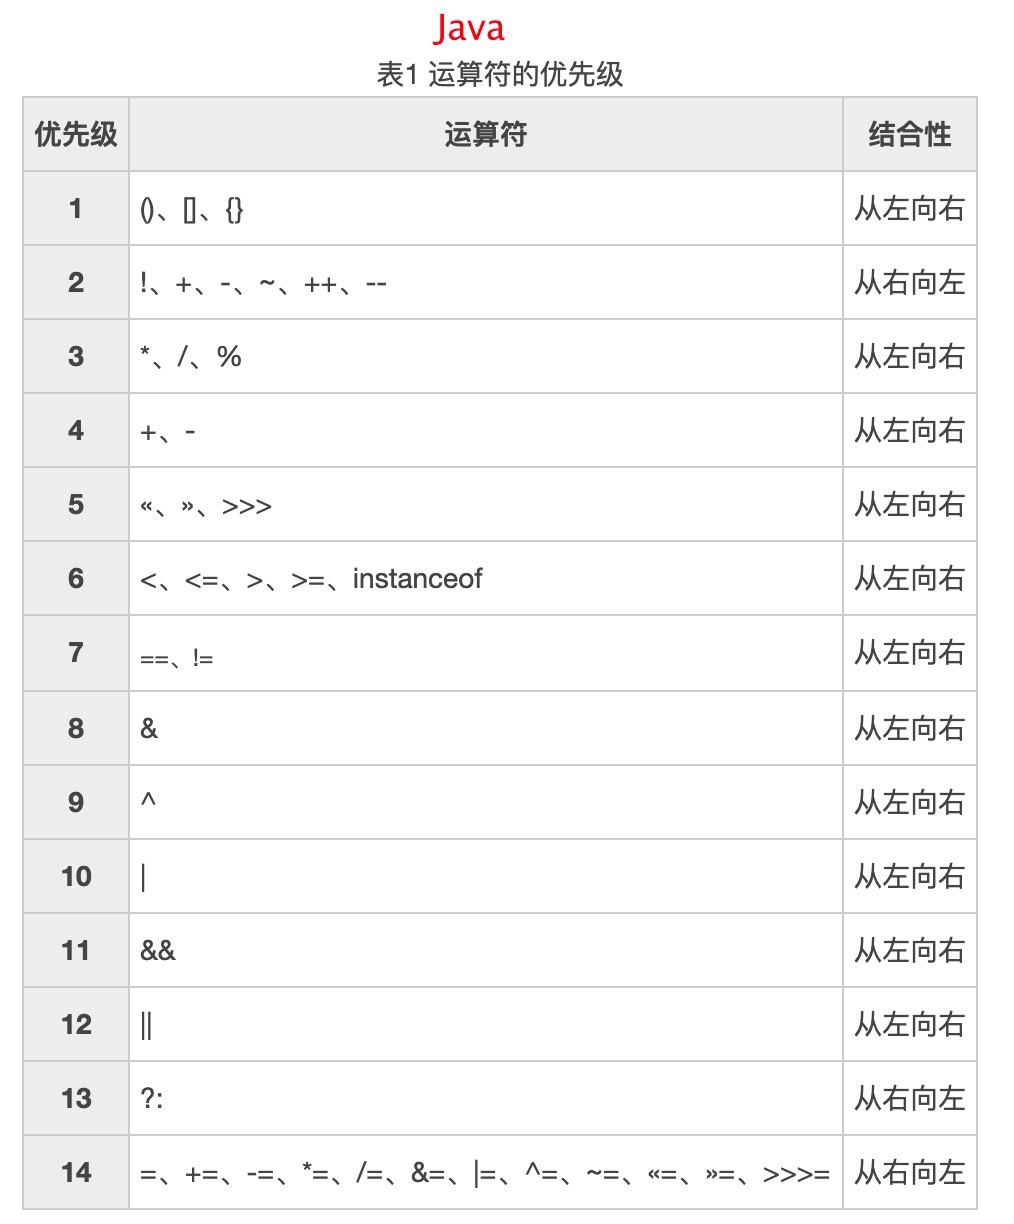 Java
表1 运算符的优先级
优先级 运算符 结合性
1 ()、[]、{} 从左向右
2 !、+、-、~、++、-- 从右向左
3 *、/、% 从左向右
4 +、- 从左向右
5 «、»、>>> 从左向右
6 <、<=、>、>=、instanceof 从左向右
7 ==、!= 从左向右
8 & 从左向右
9 ^ 从左向右
10 | 从左向右
11 && 从左向右
12 || 从左向右
13 ?: 从右向左
14 =、+=、-=、*=、/=、&=、|=、^=、~=、«=、»=、>>>= 从右向左